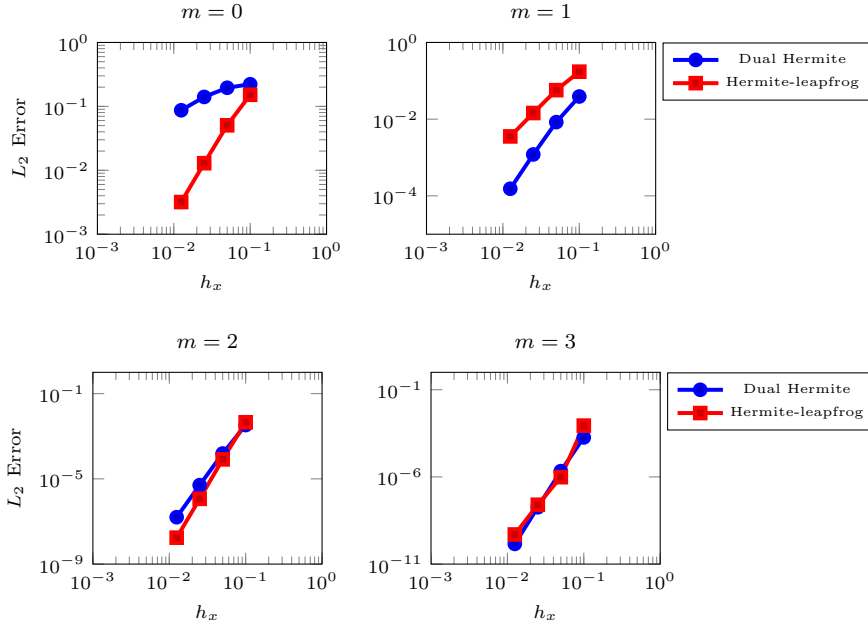 m = 0
m = 1
10^0
10^-1
10^-2
10^-3
L_2 Error
10^-3
10^-2
10^-1
10^0
h_x
10^0
10^-2
10^-4
10^-3
10^-2
10^-1
10^0
h_x
Dual Hermite
Hermite-leapfrog
m = 2
m = 3
10^-1
10^-5
10^-9
L_2 Error
10^-3
10^-2
10^-1
10^0
h_x
10^-1
10^-6
10^-11
10^-3
10^-2
10^-1
10^0
h_x
Dual Hermite
Hermite-leapfrog